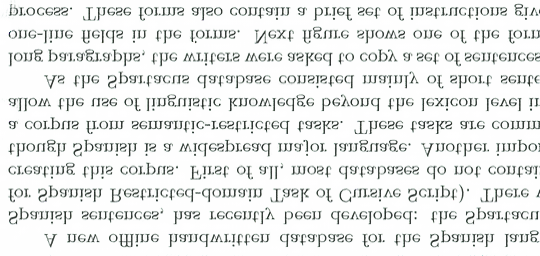 A new offline handwritten database for the Spanish lang
Spanish sentences, has recently been developed: the Spartacu
for Spanish Restricted-domain Task of Cursive Script). There
creating this corpus. First of all, most databases do not contai
though Spanish is a widespread major language. Another impor
a corpus from semantic-restricted tasks. These tasks are comm
allow the use of linguistic knowledge beyond the lexicon level in
As the Spartacus database consisted mainly of short sente
long paragraphs, the writers were asked to copy a set of sentences
one-line fields in the forms. Next figure shows one of the form
process. These forms also contain a brief set of instructions giv